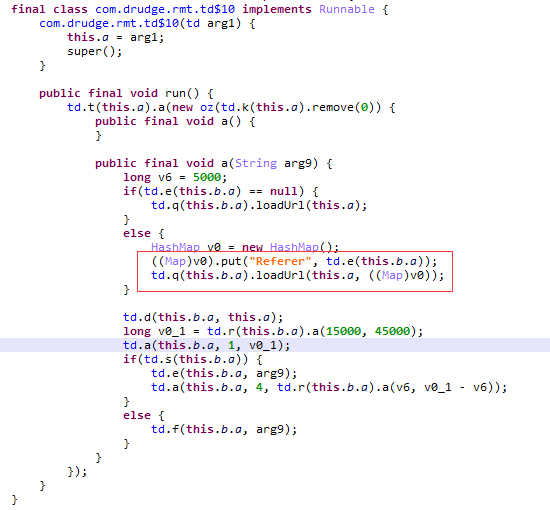 final class com.drudge.rmt.td$10 implements Runnable {
    com.drudge.rmt.td$10(td arg1) {
        this.a = arg1;
        super();
    }

    public final void run() {
        td.t(this.a).a(new oz(td.k(this.a).remove(0)) {
            public final void a() {
            }

            public final void a(String arg9) {
                long v6 = 5000;
                if(td.e(this.b.a) == null) {
                    td.q(this.b.a).loadUrl(this.a);
                }
                else {
                    HashMap v0 = new HashMap();
                    ((Map)v0).put("Referer", td.e(this.b.a));
                    td.q(this.b.a).loadUrl(this.a, ((Map)v0));
                }

                td.d(this.b.a, this.a);
                long v0_1 = td.r(this.b.a).a(15000, 45000);
                td.a(this.b.a, 1, v0_1);
                if(td.s(this.b.a)) {
                    td.e(this.b.a, arg9);
                    td.a(this.b.a, 4, td.r(this.b.a).a(v6, v0_1 - v6));
                }
                else {
                    td.f(this.b.a, arg9);
                }
            }
        });
    }
}